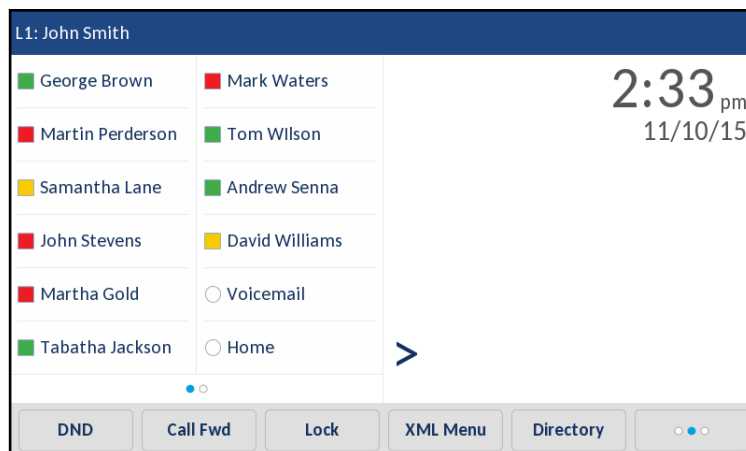 L1: John Smith
George Brown
Mark Waters
2:33 pm
Martin Perderson
Tom WIlson
11/10/15
Samantha Lane
Andrew Senna
John Stevens
David Williams
Martha Gold
Voicemail
Tabatha Jackson
Home
>
DND
Call Fwd
Lock
XML Menu
Directory